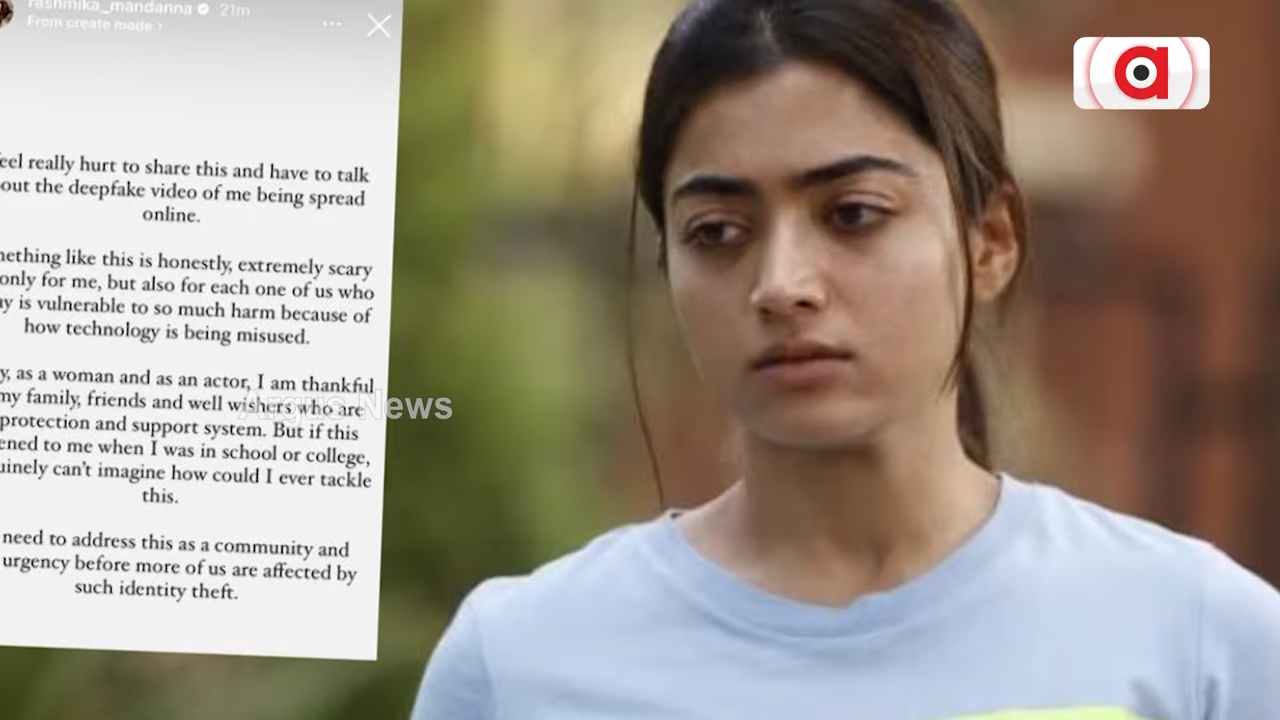 rashmika_mandanna 21m
From create mode >
eel really hurt to share this and have to talk
out the deepfake video of me being spread
online.
nething like this is honestly, extremely scary
only for me, but also for each one of us who
ay is vulnerable to so much harm because of
how technology is being misused.
y, as a woman and as an actor, I am thankful
my family, friends and well wishers who are
protection and support system. But if this
ened to me when I was in school or college,
uinely can't imagine how could I ever tackle
this.
need to address this as a community and
urgency before more of us are affected by
such identity theft.
Argus News
a